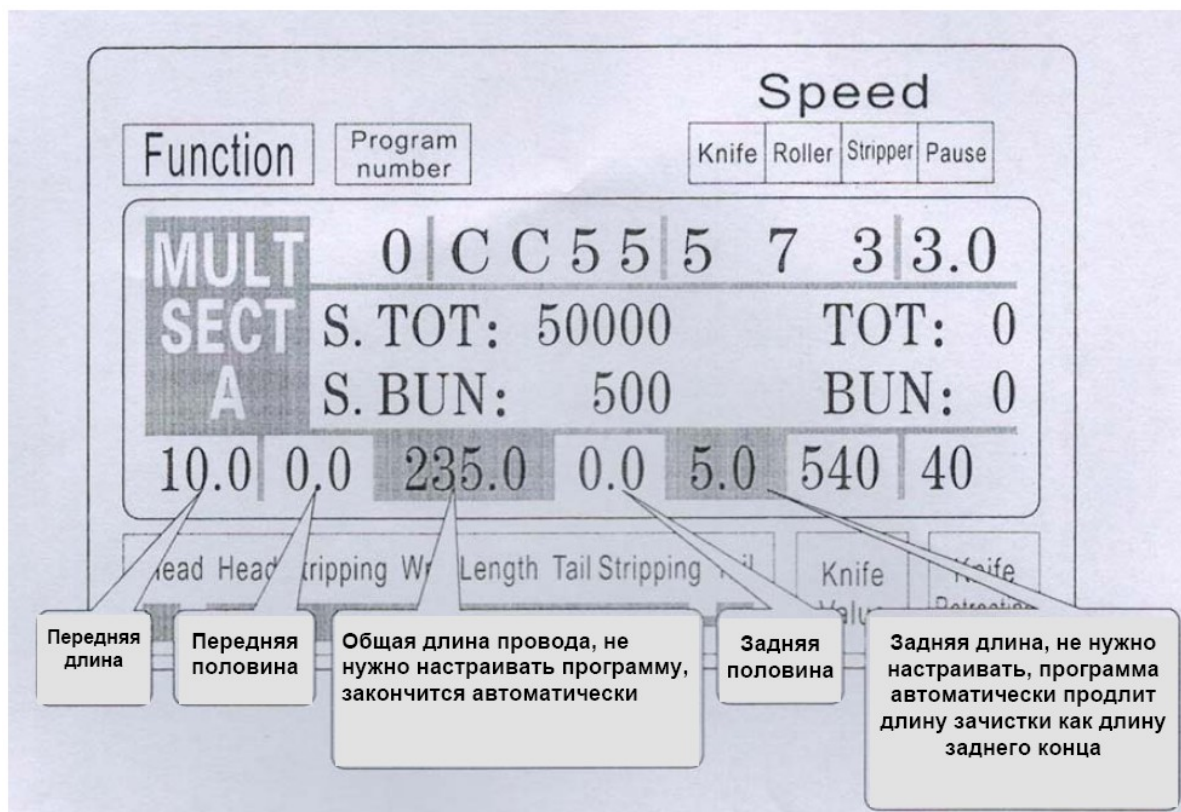 Speed
Function
Program
number
Knife Roller Stripper Pause
MULT
SECT
A
0 C C 5 5 5 7 3 3.0
S. TOT: 50000 TOT: 0
S. BUN: 500 BUN: 0
10.0 0.0 235.0 0.0 5.0 540 40
Length Tail Stripping
Knife
Передняя
длина
Передняя
половина
Общая длина провода, не
нужно настраивать программу,
закончится автоматически
Задняя
половина
Задняя длина, не нужно
настраивать, программа
автоматически продлит
длину зачистки как длину
заднего конца